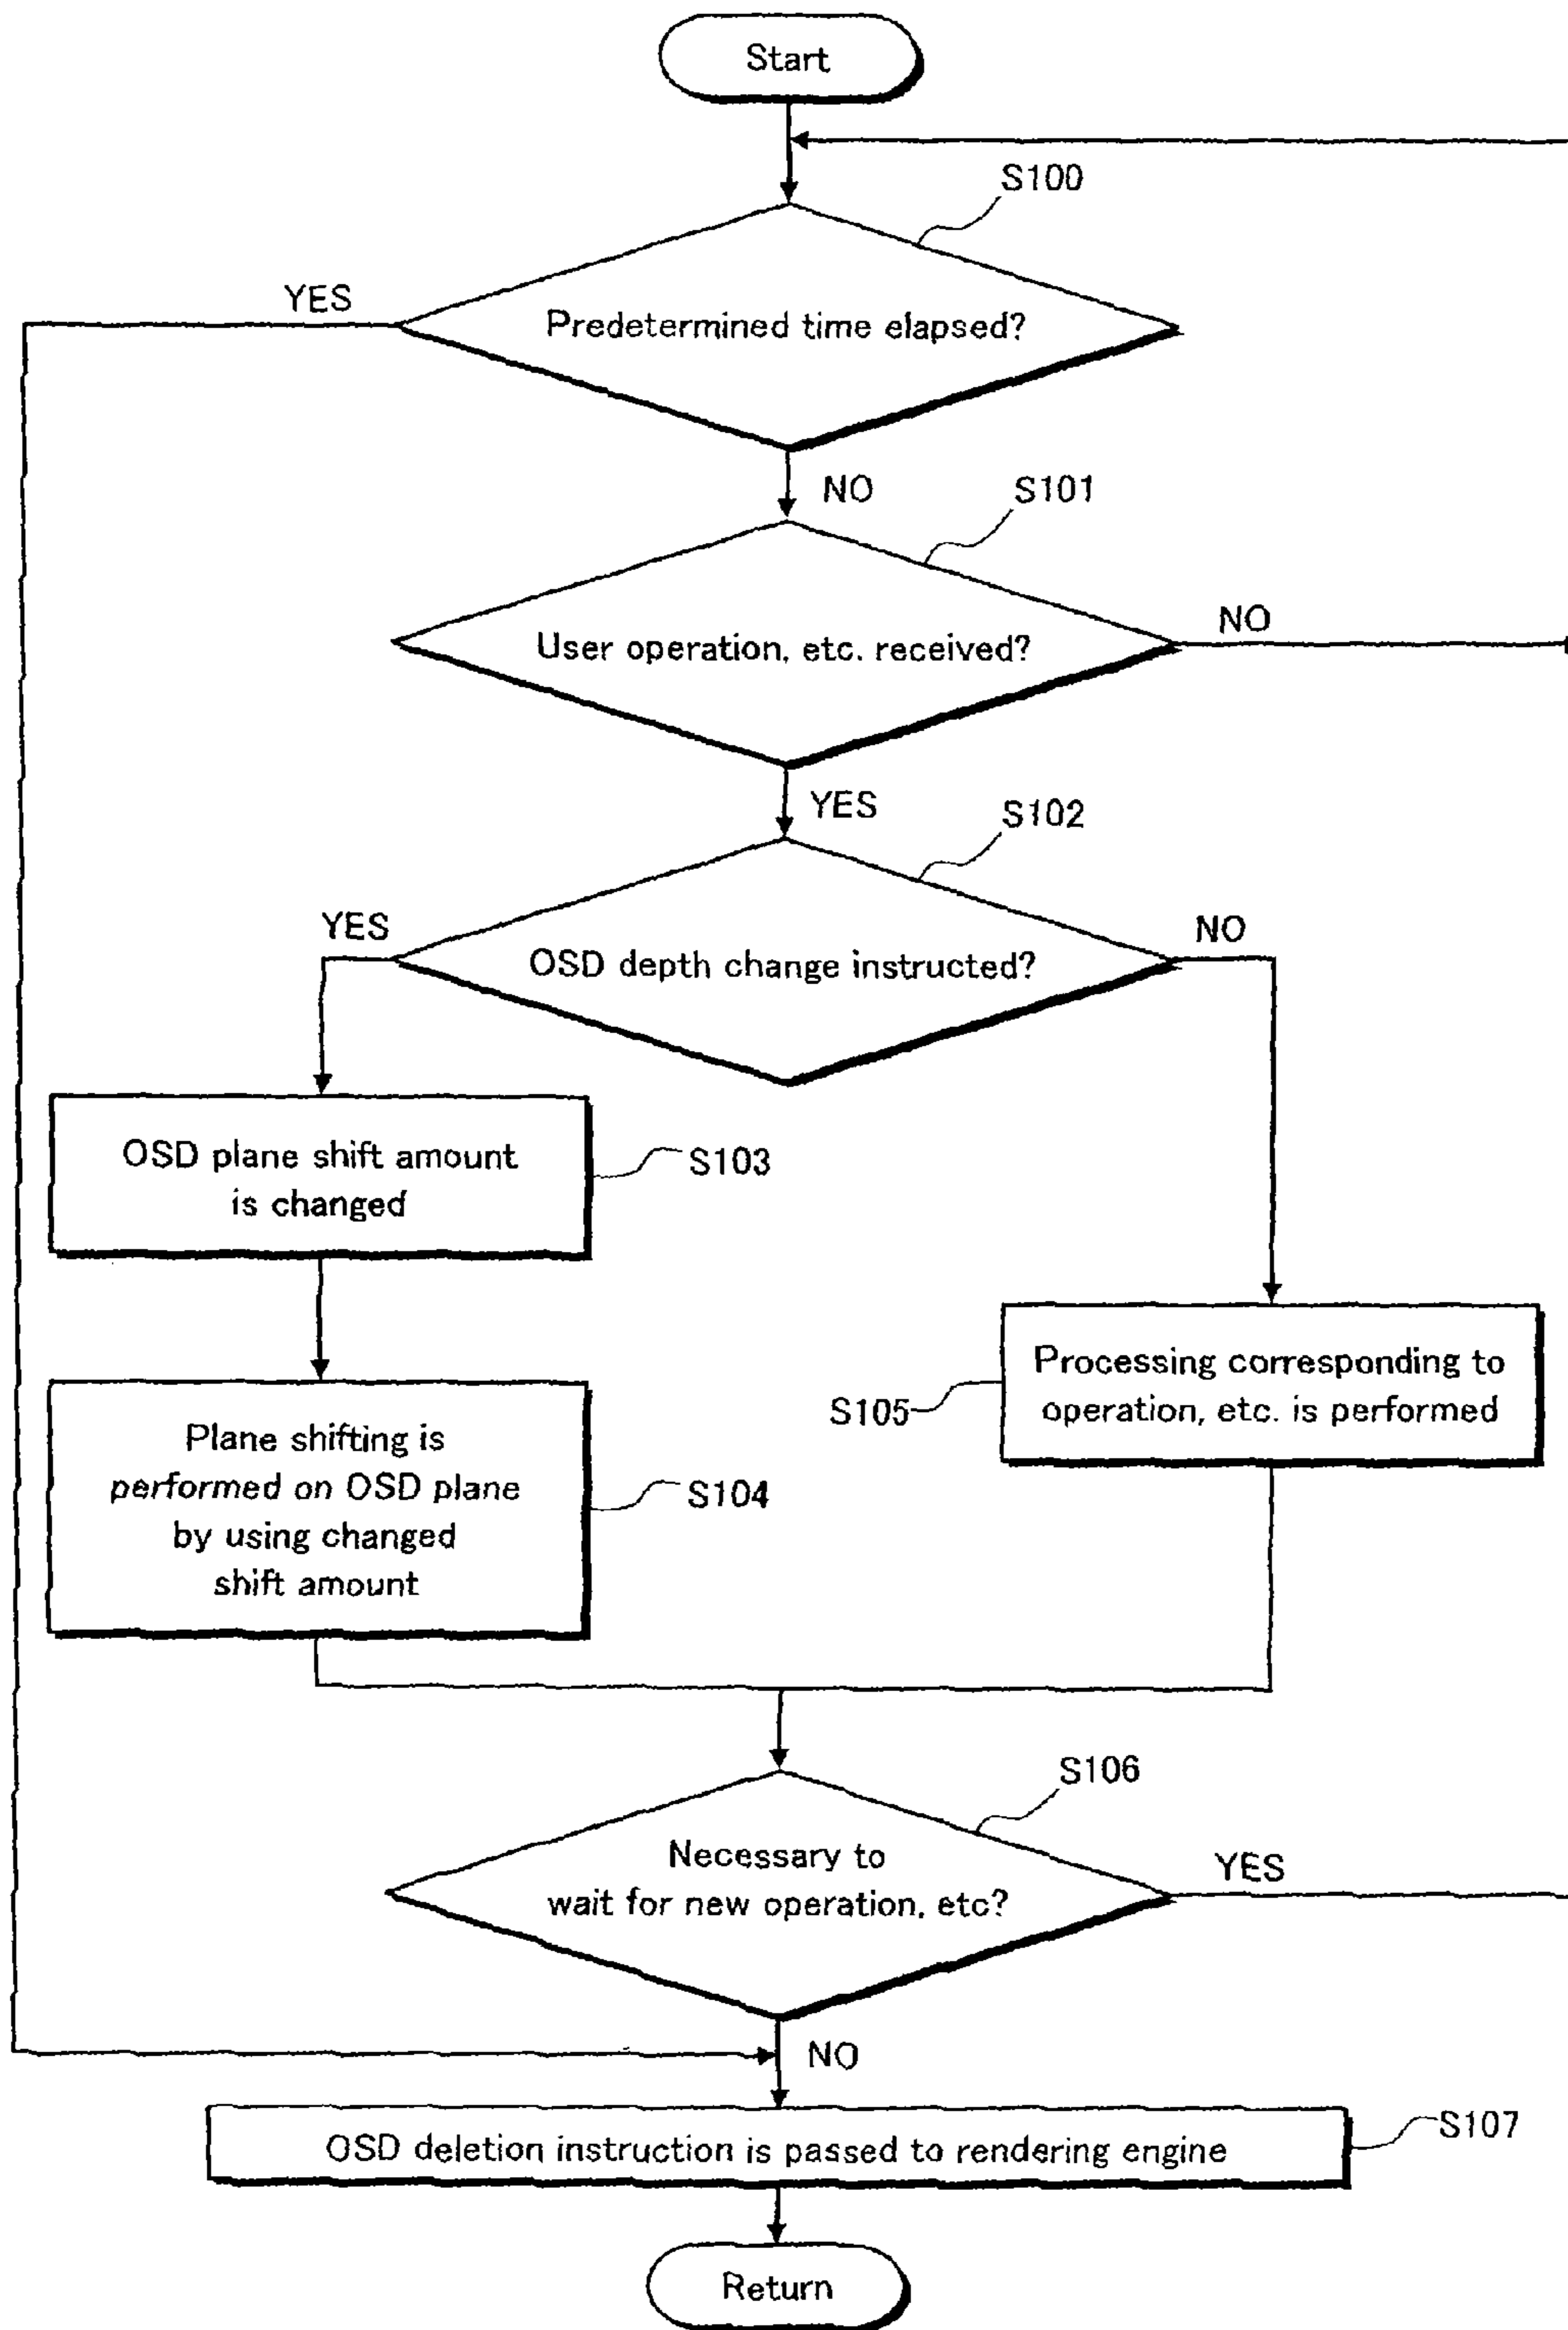 Start
S100
YES
Predetermined time elapsed?
NO
S101
User operation, etc. received?
NO
YES
S102
YES
OSD depth change instructed?
NO
OSD plane shift amount
is changed
S103
Processing corresponding to
operation, etc. is performed
S105
Plane shifting is
performed on OSD plane
by using changed
shift amount
S104
S106
Necessary to
wait for new operation, etc?
YES
NO
S107
OSD deletion instruction is passed to rendering engine
Return